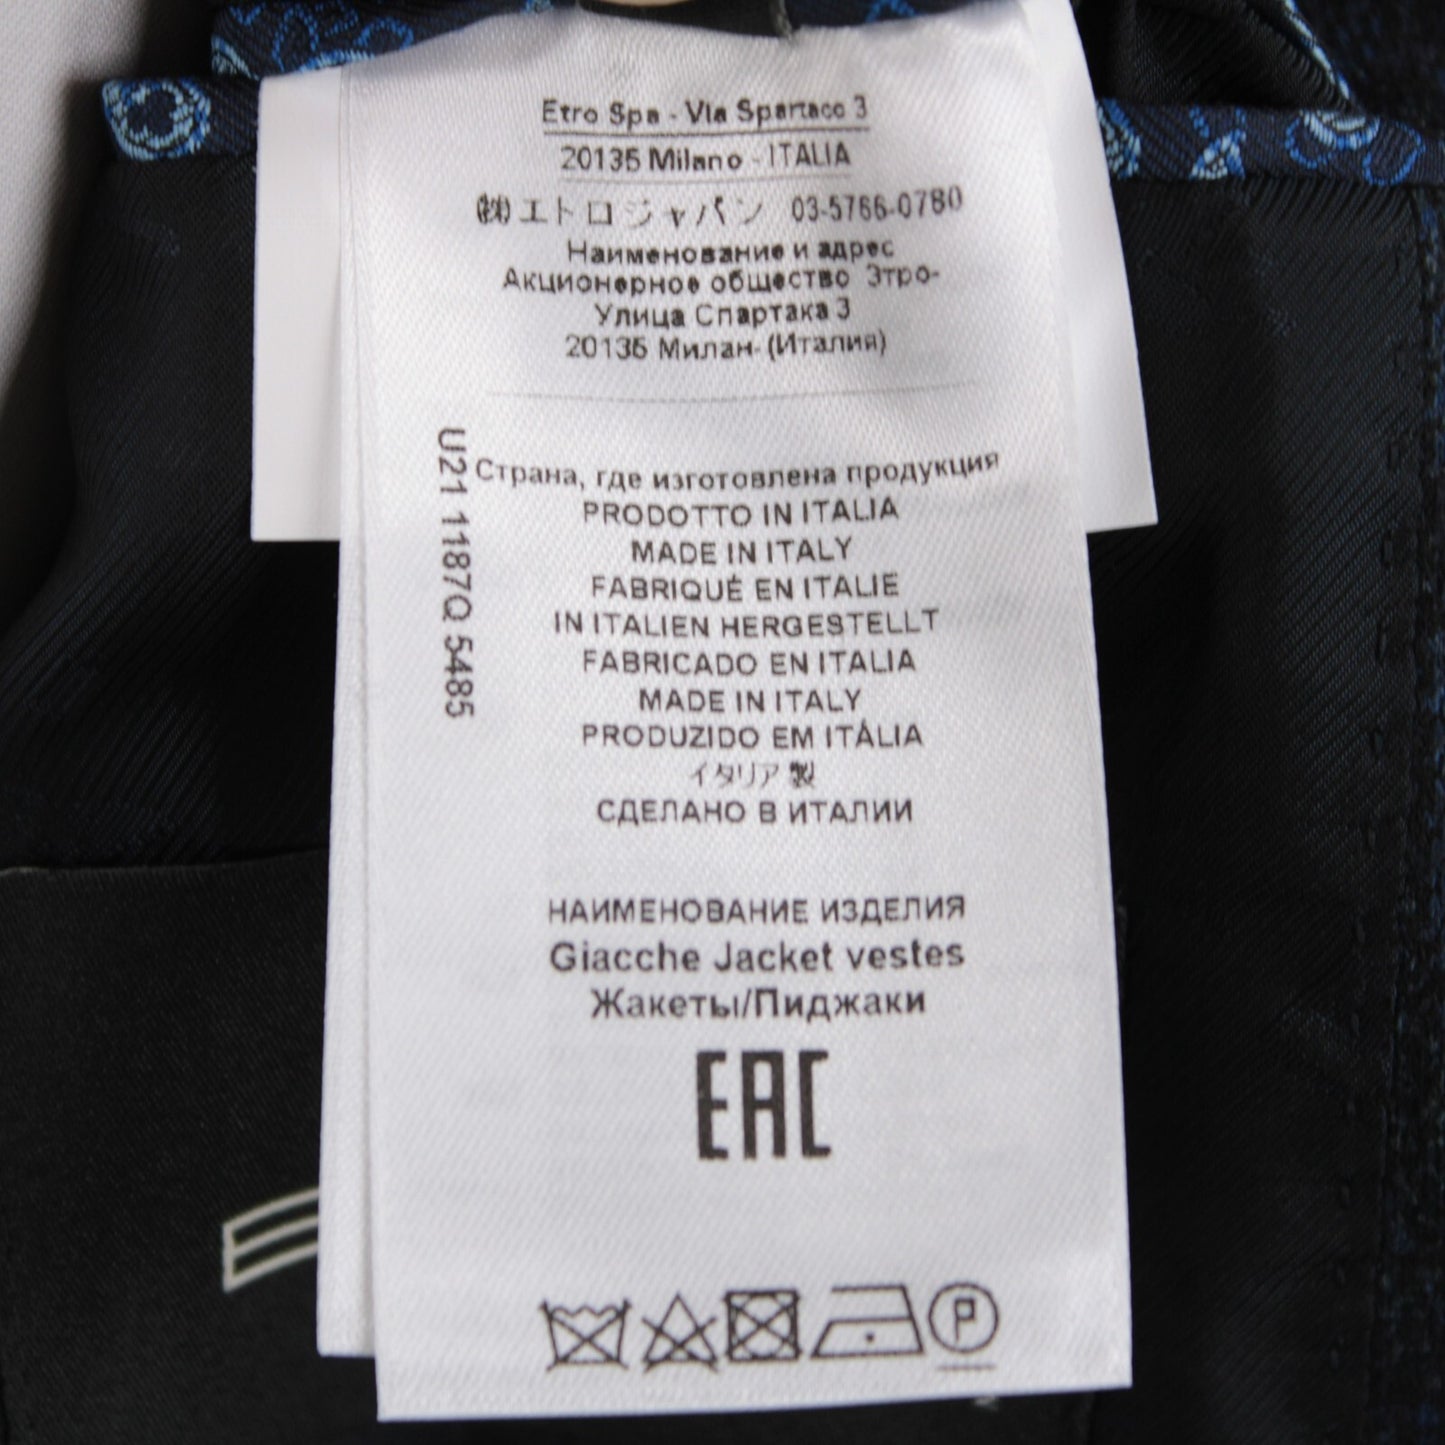 Etro Spa - Via Spartaco 3
20135 Milano - ITALIA
㈱エトロジャパン 03-5766-0780
Наименование и адрес
Акционерное общество Этро-
Улица Спартака 3
20135 Милан- (Италия)
U21 1187Q 5485
Страна, где изготовлена продукция
PRODOTTO IN ITALIA
MADE IN ITALY
FABRIQUÉ EN ITALIE
IN ITALIEN HERGESTELLT
FABRICADO EN ITALIA
MADE IN ITALY
PRODUZIDO EM ITÀLIA
イタリア 製
СДЕЛАНО В ИТАЛИИ
НАИМЕНОВАНИЕ ИЗДЕЛИЯ
Giacche Jacket vestes
Жакеты/Пиджаки
EAC
P